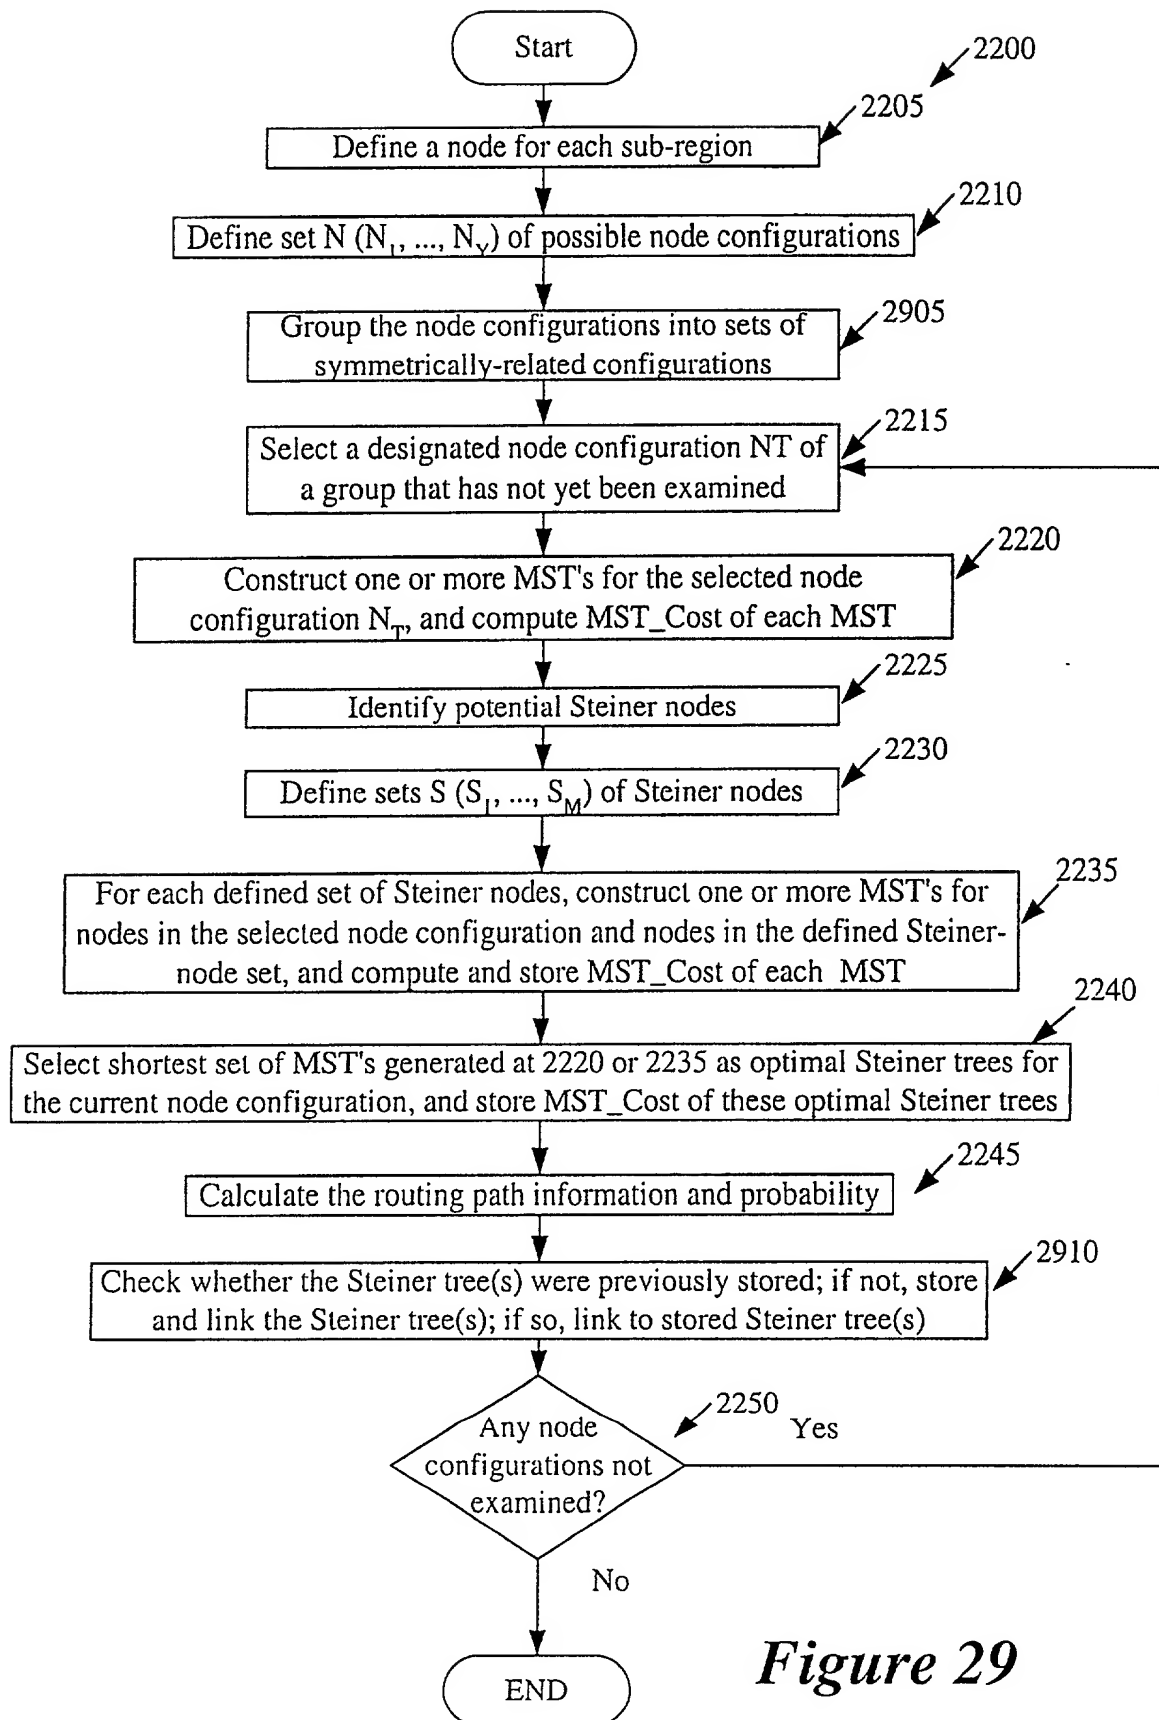 Start
2200
2205
Define a node for each sub-region
2210
Define set N (N₁, ..., Nᵧ) of possible node configurations
2905
Group the node configurations into sets of
symmetrically-related configurations
2215
Select a designated node configuration NT of
a group that has not yet been examined
2220
Construct one or more MST's for the selected node
configuration N_T, and compute MST_Cost of each MST
2225
Identify potential Steiner nodes
2230
Define sets S (S₁, ..., S_M) of Steiner nodes
2235
For each defined set of Steiner nodes, construct one or more MST's for
nodes in the selected node configuration and nodes in the defined Steiner-
node set, and compute and store MST_Cost of each MST
2240
Select shortest set of MST's generated at 2220 or 2235 as optimal Steiner trees for
the current node configuration, and store MST_Cost of these optimal Steiner trees
2245
Calculate the routing path information and probability
2910
Check whether the Steiner tree(s) were previously stored; if not, store
and link the Steiner tree(s); if so, link to stored Steiner tree(s)
2250
Yes
Any node
configurations not
examined?
No
END
Figure 29